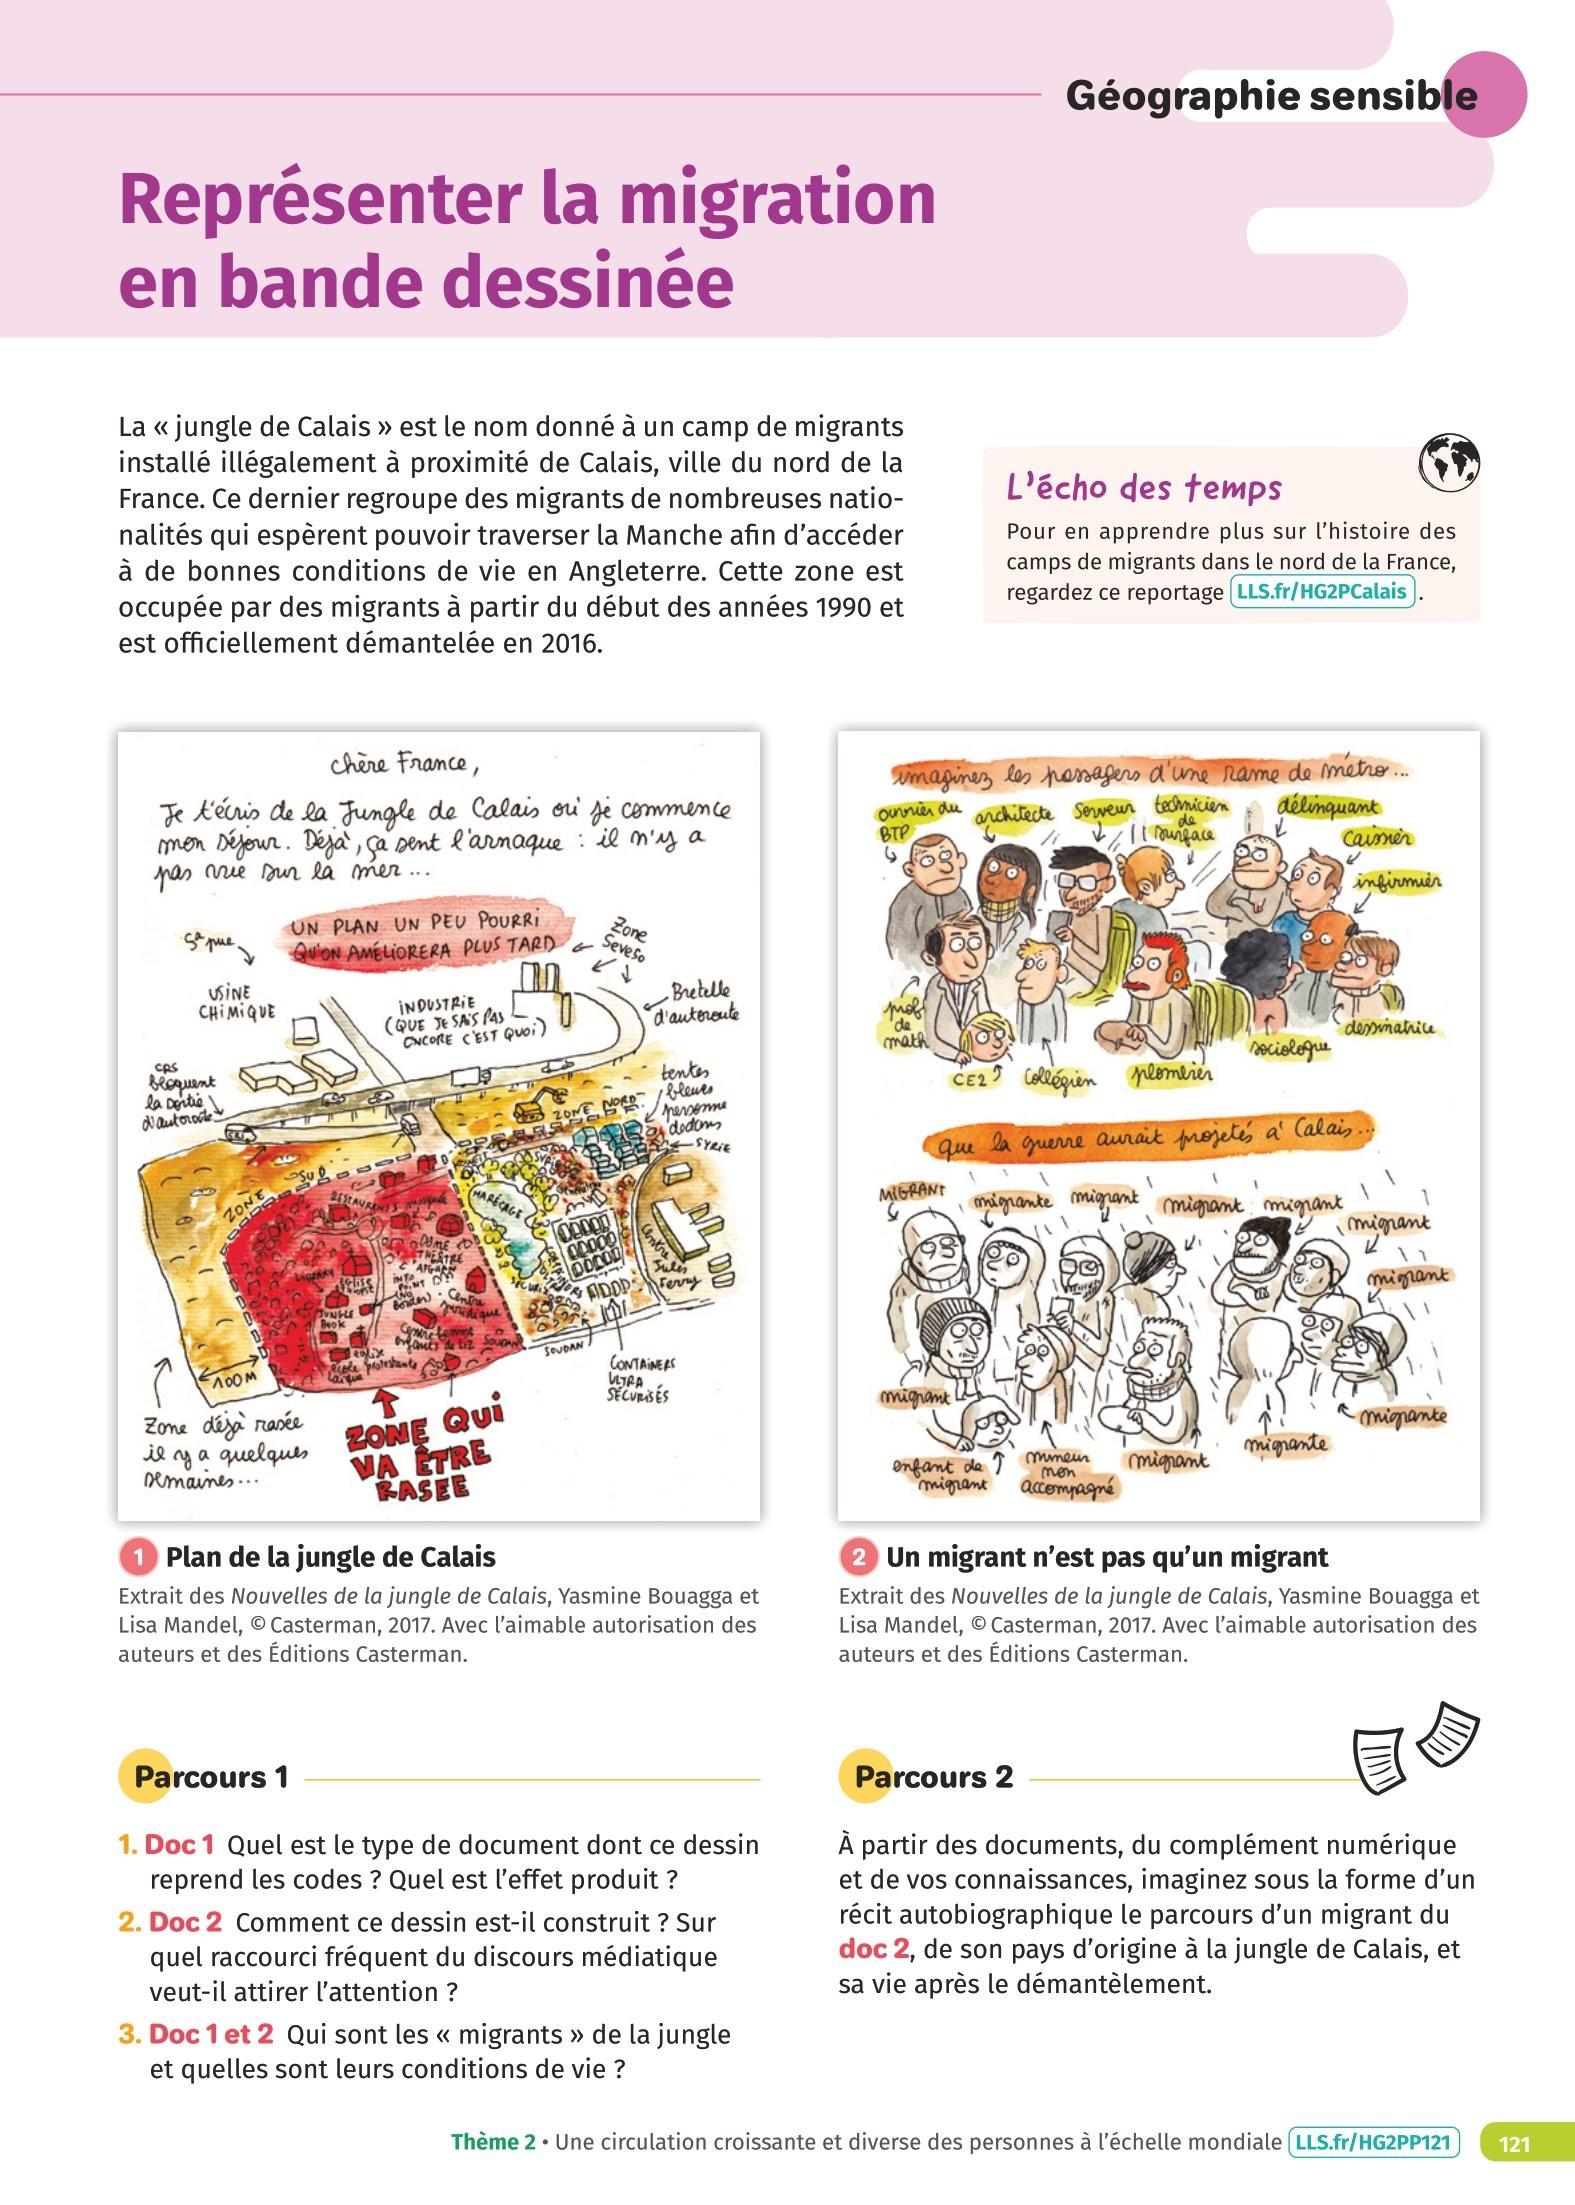 Géographie sensible
Représenter la migration
en bande dessinée
La « jungle de Calais » est le nom donné à un camp de migrants
installé illégalement à proximité de Calais, ville du nord de la
France. Ce dernier regroupe des migrants de nombreuses natio-
nalités qui espèrent pouvoir traverser la Manche afin d'accéder
à de bonnes conditions de vie en Angleterre. Cette zone est
occupée par des migrants à partir du début des années 1990 et
est officiellement démantelée en 2016.
L'écho des temps
Pour en apprendre plus sur l'histoire des
camps de migrants dans le nord de la France,
regardez ce reportage LLS.fr/HG2PCalais .
chère France,
Je t'écris de la Jungle de Calais où je commence
mon séjour. Déjà, ça sent l'arnaque : il n'y a
pas vue sur la mer ...
UN PLAN UN PEU POURRI
QU'ON AMÉLIORERA PLUS TARD
ça pue
Zone
Seveso
USINE
CHIMIQUE
INDUSTRIE
(QUE JE SAIS PAS
ENCORE C'EST QUOI)
Bretelle
d'autoroute
CRS
bloquent
la sortie
d'autoroute
CRS
tentes
bleues
personne
dedans
ZONE NORD
SYRIE
ZONE SUD
RESTAURANTS
MARÉCAGE
DÔME
THÉÂTRE
AFGHAN
LIBRARY
ÉGLISE
INFO
POINT
(NO
BORDER)
Centre
juridique
JUNGLE
BOOK
Centre femme
enfants de Liz
SOUDAN
église
protestante
école
laïque
Centre
Jules
Ferry
100M
SOUDAN
CONTAINERS
ULTRA
SÉCURISÉS
Zone déjà rasée
il y a quelques
semaines...
ZONE QUI
VA ÊTRE
RASEE
imaginez les passagers d'une rame de métro...
ouvrier du
BTP
architecte
serveur
technicien
de
surface
délinquant
caissier
infirmier
prof
de
math
CE2
collégien
plombier
sociologue
dessinatrice
que la guerre aurait projetés à Calais...
MIGRANT
migrante
migrant
migrant
migrant
migrant
migrant
migrant
enfant de
migrant
mineur
non
accompagné
migrant
migrante
migrante
1 Plan de la jungle de Calais
Extrait des Nouvelles de la jungle de Calais, Yasmine Bouagga et
Lisa Mandel, © Casterman, 2017. Avec l'aimable autorisation des
auteurs et des Éditions Casterman.
2 Un migrant n'est pas qu'un migrant
Extrait des Nouvelles de la jungle de Calais, Yasmine Bouagga et
Lisa Mandel, © Casterman, 2017. Avec l'aimable autorisation des
auteurs et des Éditions Casterman.
Parcours 1
1. Doc 1 Quel est le type de document dont ce dessin
reprend les codes ? Quel est l'effet produit ?
2. Doc 2 Comment ce dessin est-il construit ? Sur
quel raccourci fréquent du discours médiatique
veut-il attirer l'attention ?
3. Doc 1 et 2 Qui sont les « migrants » de la jungle
et quelles sont leurs conditions de vie ?
Parcours 2
À partir des documents, du complément numérique
et de vos connaissances, imaginez sous la forme d'un
récit autobiographique le parcours d'un migrant du
doc 2, de son pays d'origine à la jungle de Calais, et
sa vie après le démantèlement.
Thème 2 • Une circulation croissante et diverse des personnes à l'échelle mondiale LLS.fr/HG2PP121
121